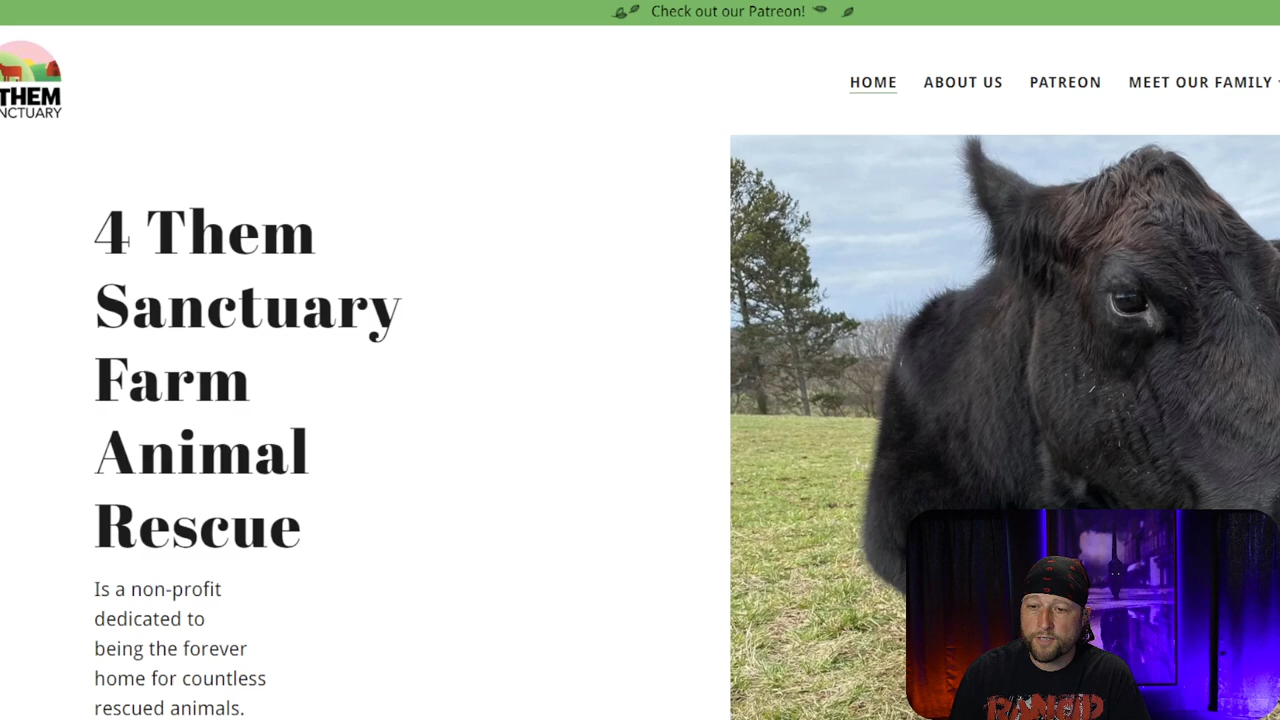 Check out our Patreon!
THEM
NCTUARY
HOME ABOUT US PATREON MEET OUR FAMILY
4 Them
Sanctuary
Farm
Animal
Rescue
Is a non-profit
dedicated to
being the forever
home for countless
rescued animals.
RANCID